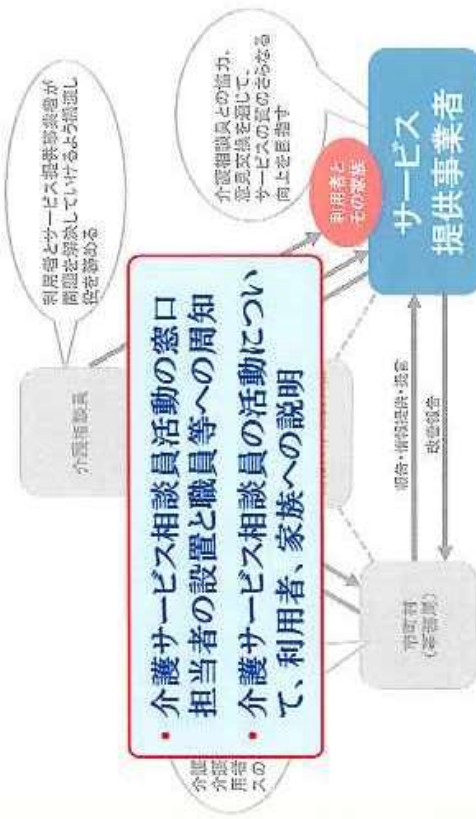 介護相談員
利用者とサービス提供事業者が
問題を解決していけるよう橋渡し
役を務める
介護
介護
用者
スの
・介護サービス相談員活動の窓口
担当者の設置と職員等への周知
・介護サービス相談員の活動につい
て、利用者、家族への説明
利用者と
その家族
介護相談員との協力、
意見交換を通じて、
サービスの質のさらなる
向上を目指す
市町村
(事務局)
報告・情報提供・提言
改善報告
サービス
提供事業者